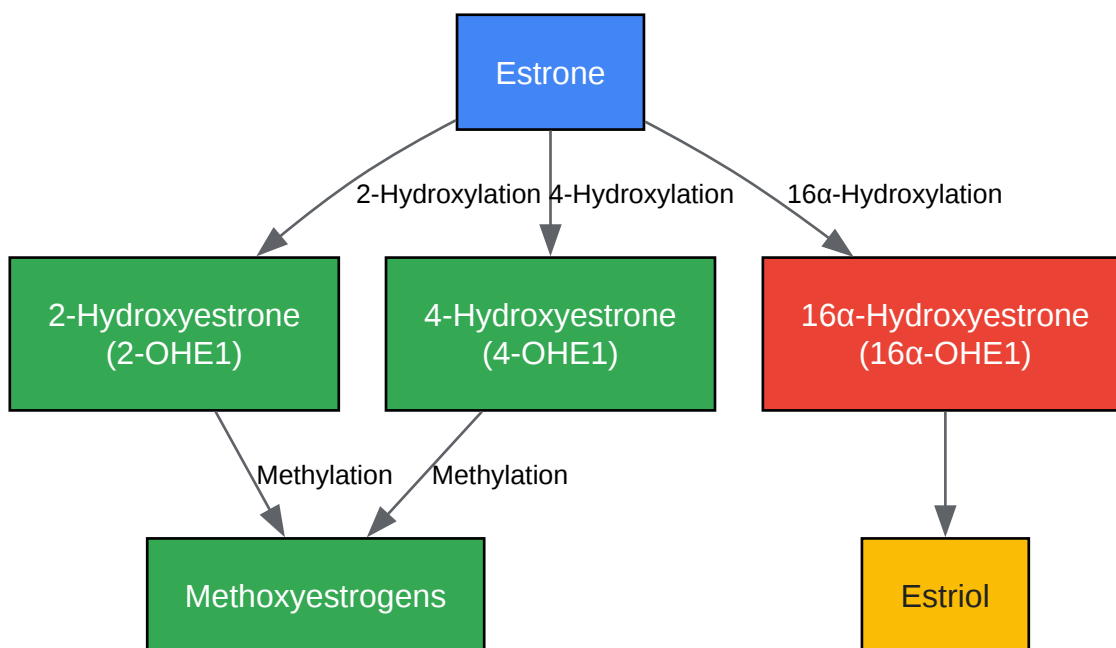 Estrone
2-Hydroxylation
4-Hydroxylation
16α-Hydroxylation
2-Hydroxyestrone
(2-OHE1)
4-Hydroxyestrone
(4-OHE1)
16α-Hydroxyestrone
(16α-OHE1)
Methylation
Methylation
Methoxyestrogens
Estriol